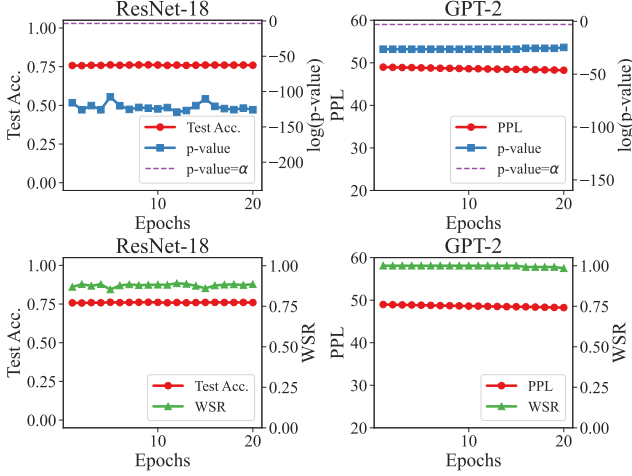 ResNet-18
1.00
0.75
0.50
0.25
0.00
Test Acc.
0
−50
−100
−150
−200
log(p-value)
Test Acc.
p-value
p-value=α
10
20
Epochs
GPT-2
60
50
40
30
20
PPL
0
−50
−100
−150
log(p-value)
PPL
p-value
p-value=α
10
20
Epochs
ResNet-18
1.00
0.75
0.50
0.25
0.00
Test Acc.
1.00
0.75
0.50
0.25
0.00
WSR
Test Acc.
WSR
10
20
Epochs
GPT-2
60
50
40
30
20
PPL
1.00
0.75
0.50
0.25
0.00
WSR
PPL
WSR
10
20
Epochs